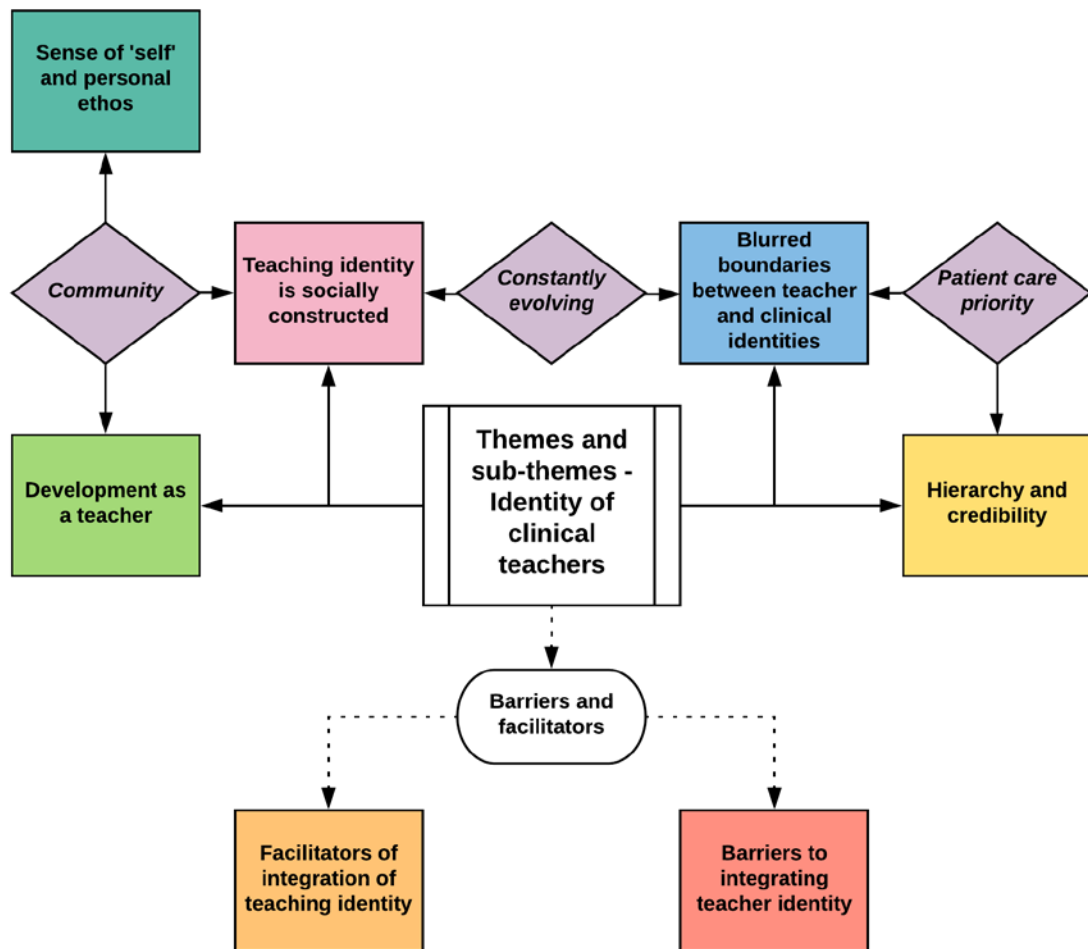 Sense of 'self'
and personal
ethos
Community
Teaching identity
is socially
constructed
Constantly
evolving
Blurred
boundaries
between teacher
and clinical
identities
Patient care
priority
Development as
a teacher
Themes and
sub-themes -
Identity of
clinical
teachers
Hierarchy and
credibility
Barriers and
facilitators
Facilitators of
integration of
teaching identity
Barriers to
integrating
teacher identity